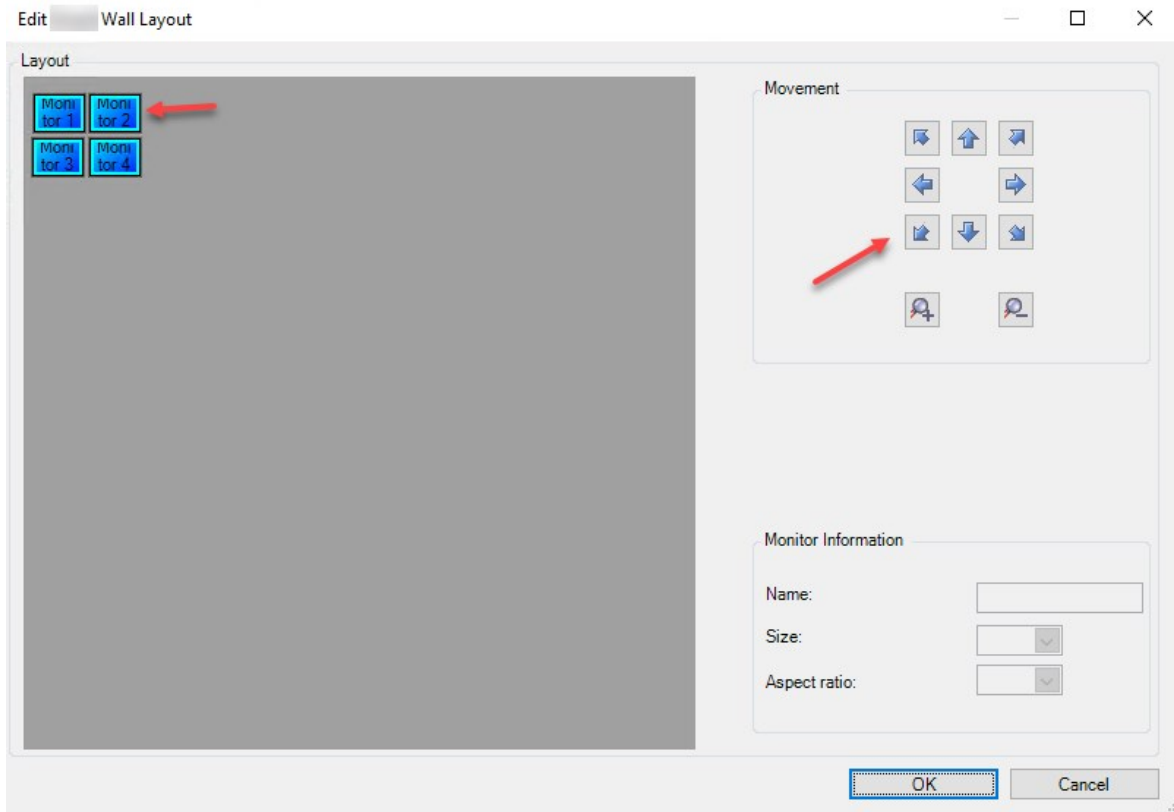 Edit Wall Layout
Layout
Moni
tor 1
Moni
tor 2
Moni
tor 3
Moni
tor 4
Movement
Monitor Information
Name:
Size:
Aspect ratio:
OK
Cancel